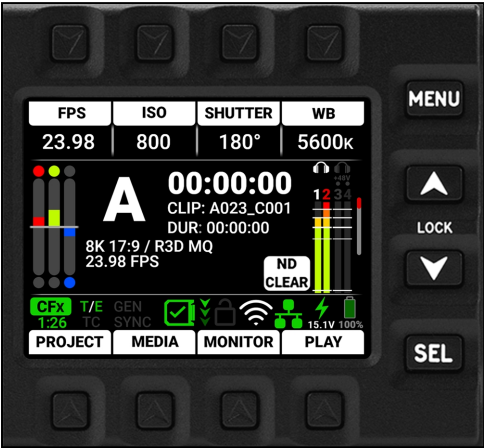 FPS ISO SHUTTER WB
23.98 800 180° 5600K
MENU
+48V
00:00:00
1 2 3 4
A
CLIP: A023_C001
DUR: 00:00:00
LOCK
8K 17:9 / R3D MQ
23.98 FPS
ND
CLEAR
CFx T/E GEN
1:26 TC SYNC 15.1V 100%
PROJECT MEDIA MONITOR PLAY
SEL